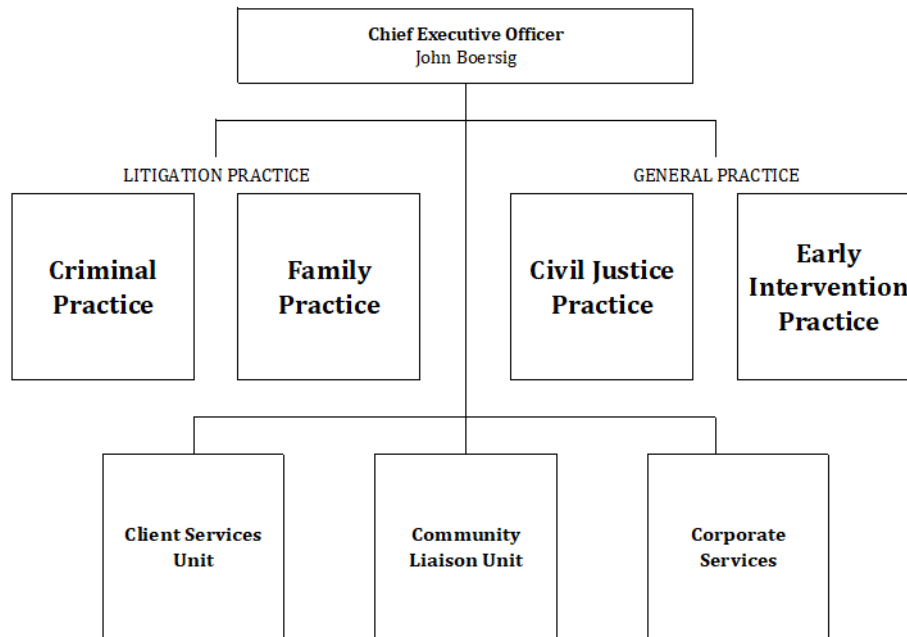 Chief Executive Officer
John Boersig
LITIGATION PRACTICE
GENERAL PRACTICE
Criminal
Practice
Family
Practice
Civil Justice
Practice
Early
Intervention
Practice
Client Services
Unit
Community
Liaison Unit
Corporate
Services